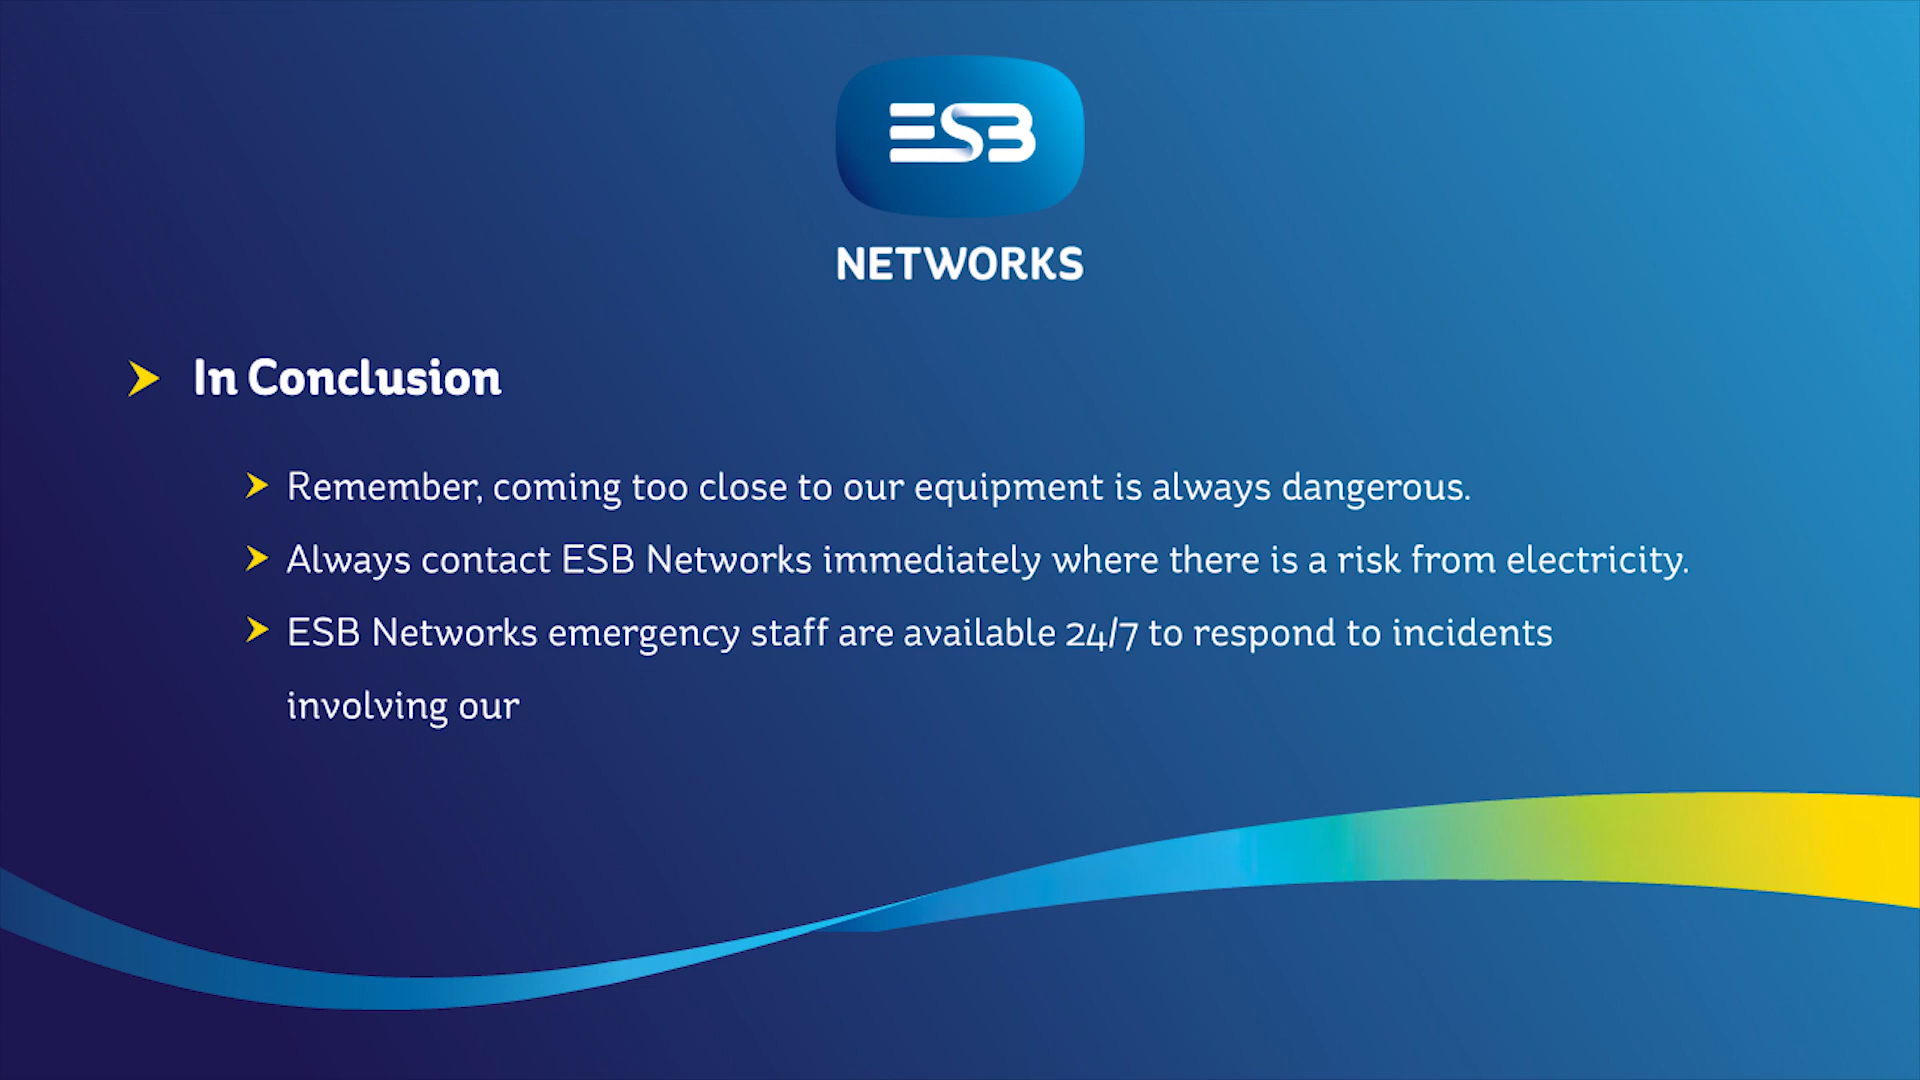 ESB
NETWORKS
In Conclusion
Remember, coming too close to our equipment is always dangerous.
Always contact ESB Networks immediately where there is a risk from electricity.
ESB Networks emergency staff are available 24/7 to respond to incidents
involving our